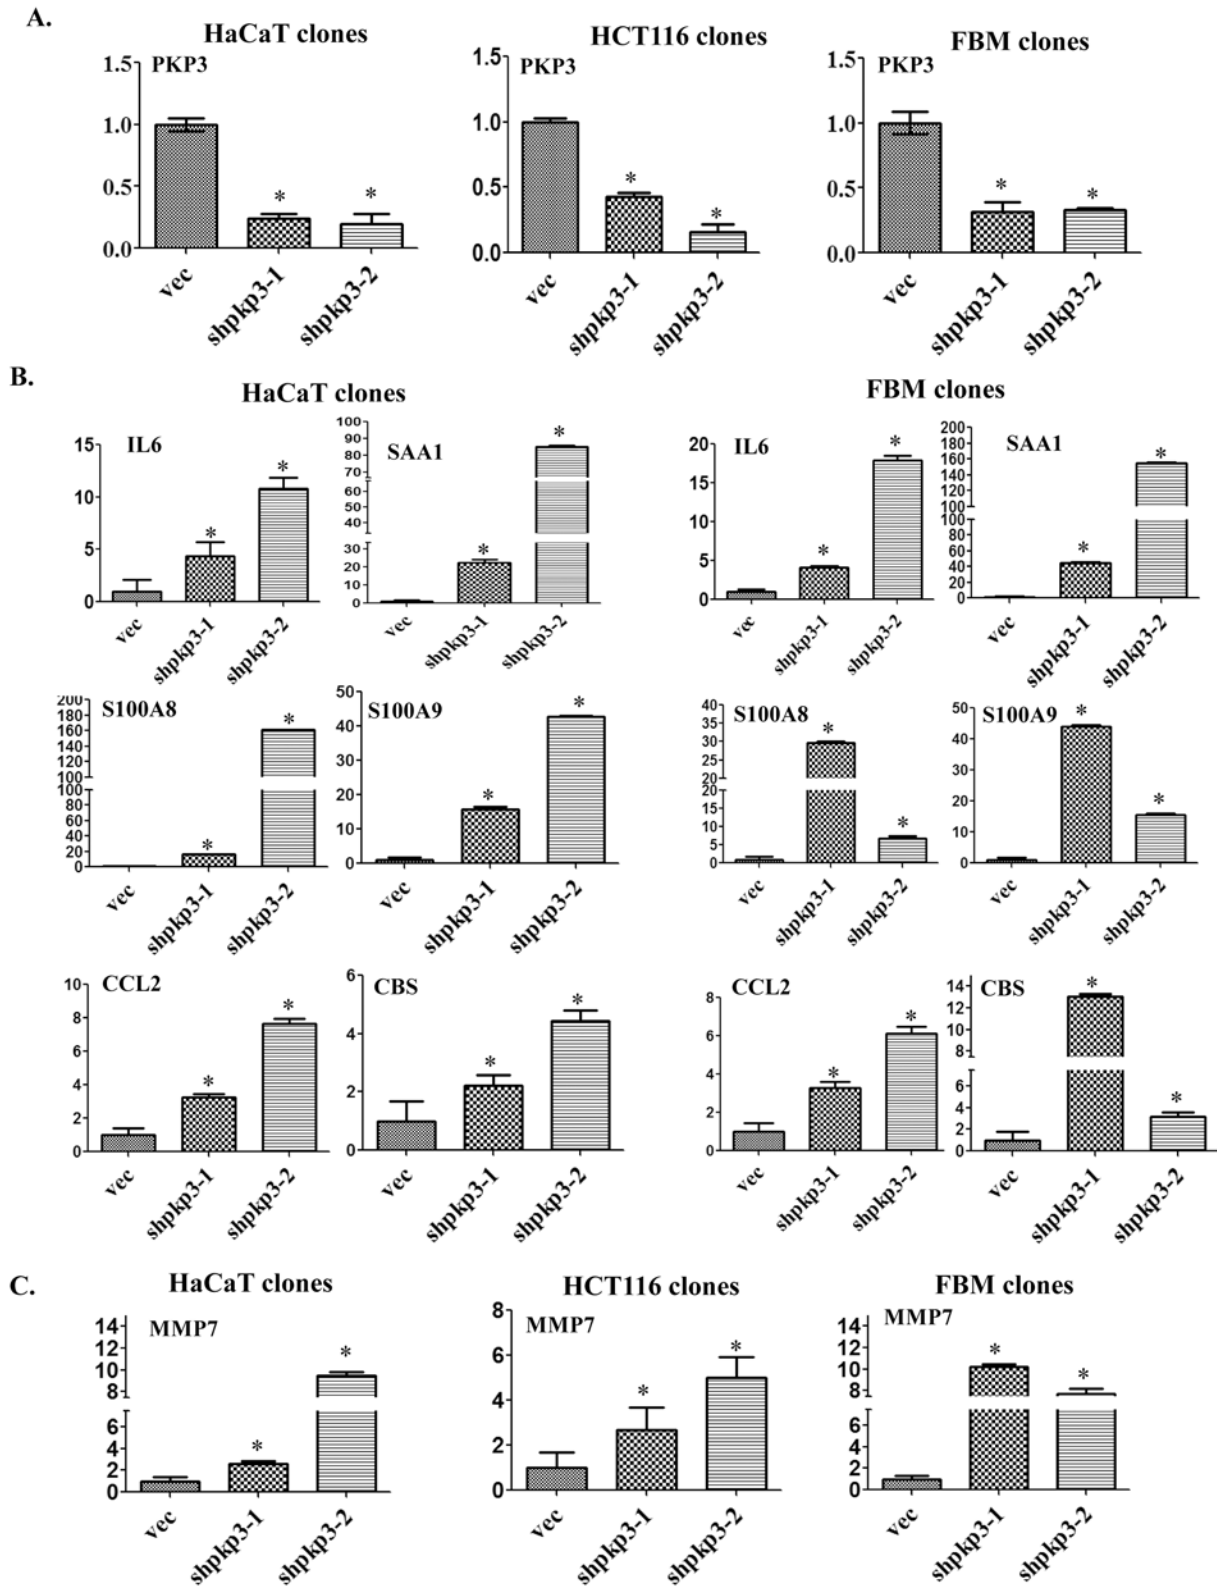 A.
HaCaT clones
HCT116 clones
FBM clones
PKP3
1.5
1.0
0.5
0.0
*
*
vec
shpkp3-1
shpkp3-2
PKP3
1.5
1.0
0.5
0.0
*
*
vec
shpkp3-1
shpkp3-2
PKP3
1.5
1.0
0.5
0.0
*
*
vec
shpkp3-1
shpkp3-2
B.
HaCaT clones
FBM clones
IL6
15
10
5
0
*
*
vec
shpkp3-1
shpkp3-2
SAA1
100
90
80
70
60
50
40
30
20
10
0
*
*
vec
shpkp3-1
shpkp3-2
IL6
20
15
10
5
0
*
*
vec
shpkp3-1
shpkp3-2
SAA1
200
180
160
140
120
100
100
80
60
40
20
0
*
*
vec
shpkp3-1
shpkp3-2
S100A8
200
180
160
140
120
100
100
80
60
40
20
0
*
*
vec
shpkp3-1
shpkp3-2
S100A9
50
40
30
20
10
0
*
*
vec
shpkp3-1
shpkp3-2
S100A8
40
35
30
25
20
20
15
10
5
0
*
*
vec
shpkp3-1
shpkp3-2
S100A9
50
40
30
20
10
0
*
*
vec
shpkp3-1
shpkp3-2
CCL2
10
8
6
4
2
0
*
*
vec
shpkp3-1
shpkp3-2
CBS
6
4
2
0
*
*
vec
shpkp3-1
shpkp3-2
CCL2
8
6
4
2
0
*
*
vec
shpkp3-1
shpkp3-2
CBS
14
12
10
8
6
4
2
0
*
*
vec
shpkp3-1
shpkp3-2
C.
HaCaT clones
HCT116 clones
FBM clones
MMP7
14
12
10
8
6
4
2
0
*
*
vec
shpkp3-1
shpkp3-2
MMP7
8
6
4
2
0
*
*
vec
shpkp3-1
shpkp3-2
MMP7
14
12
10
8
6
4
2
0
*
*
vec
shpkp3-1
shpkp3-2